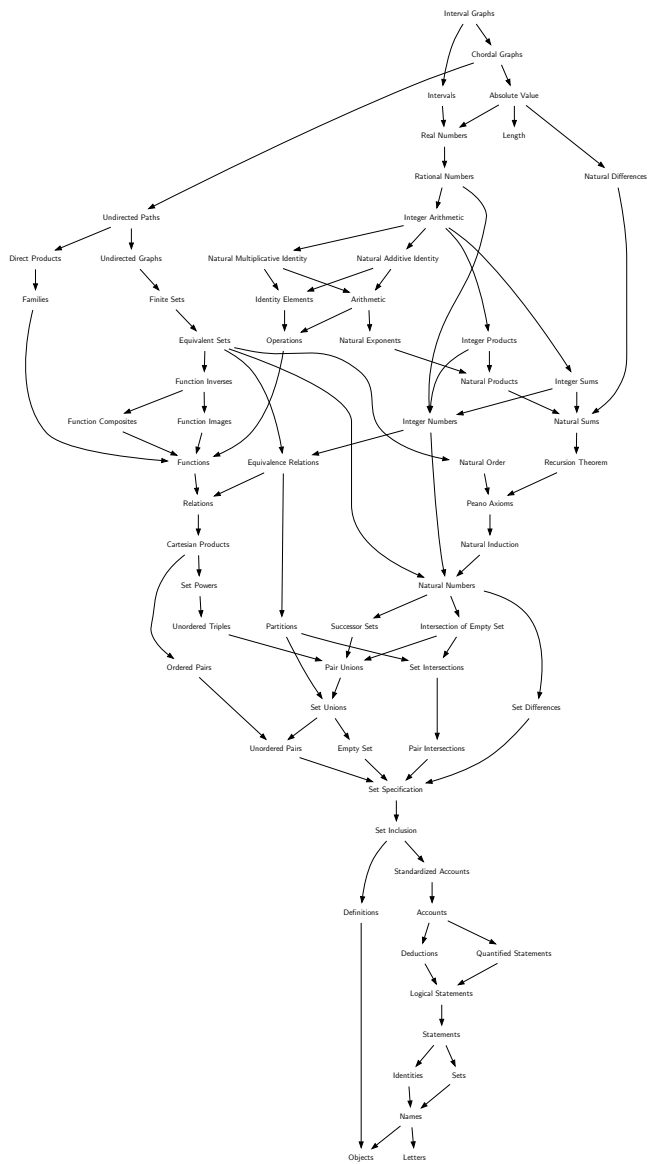 Interval Graphs
Chordal Graphs
Intervals Absolute Value
Real Numbers Length
Rational Numbers Natural Differences
Undirected Paths Integer Arithmetic
Direct Products Undirected Graphs Natural Multiplicative Identity Natural Additive Identity
Families Finite Sets Identity Elements Arithmetic
Equivalent Sets Operations Natural Exponents Integer Products
Function Inverses Natural Products Integer Sums
Function Composites Function Images Integer Numbers Natural Sums
Functions Equivalence Relations Natural Order Recursion Theorem
Relations Peano Axioms
Cartesian Products Natural Induction
Set Powers Natural Numbers
Unordered Triples Partitions Successor Sets Intersection of Empty Set
Ordered Pairs Pair Unions Set Intersections
Set Unions Set Differences
Unordered Pairs Empty Set Pair Intersections
Set Specification
Set Inclusion
Standardized Accounts
Definitions Accounts
Deductions Quantified Statements
Logical Statements
Statements
Identities Sets
Names
Objects Letters